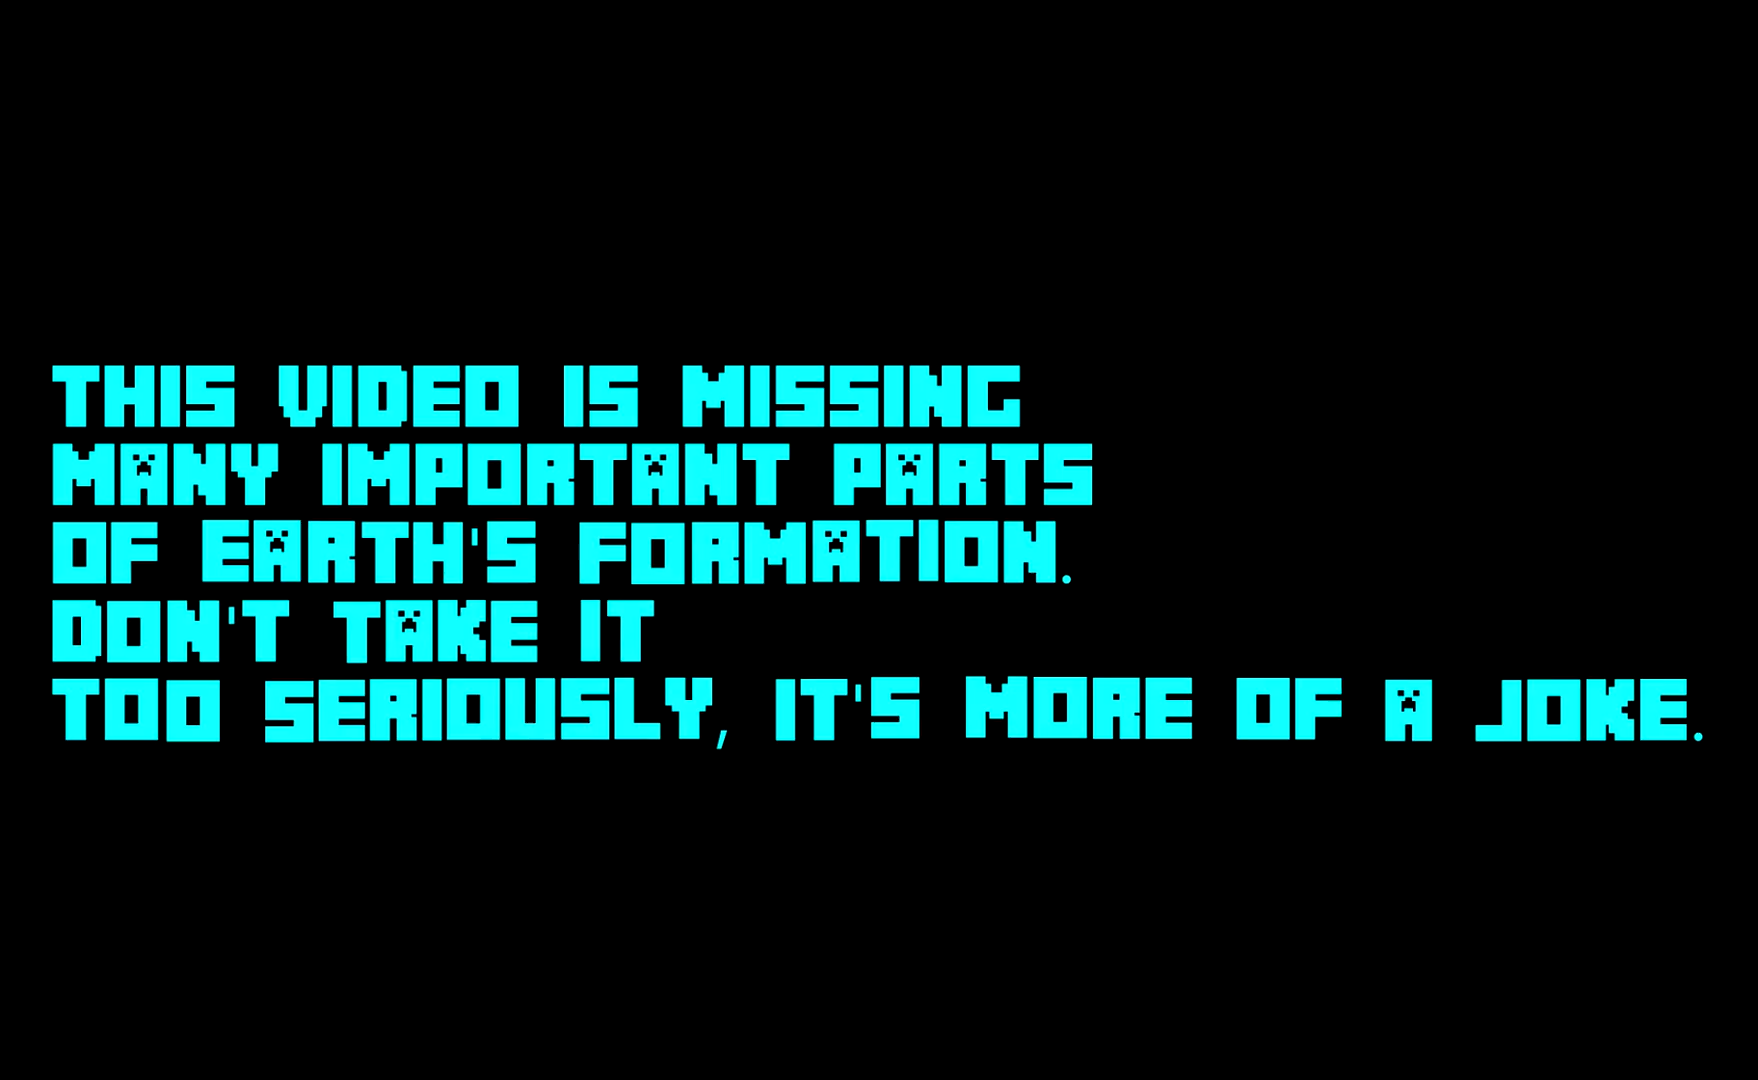 THIS VIDEO IS MISSING
MANY IMPORTANT PARTS
OF EARTH'S FORMATION.
DON'T TAKE IT
TOO SERIOUSLY, IT'S MORE OF A JOKE.